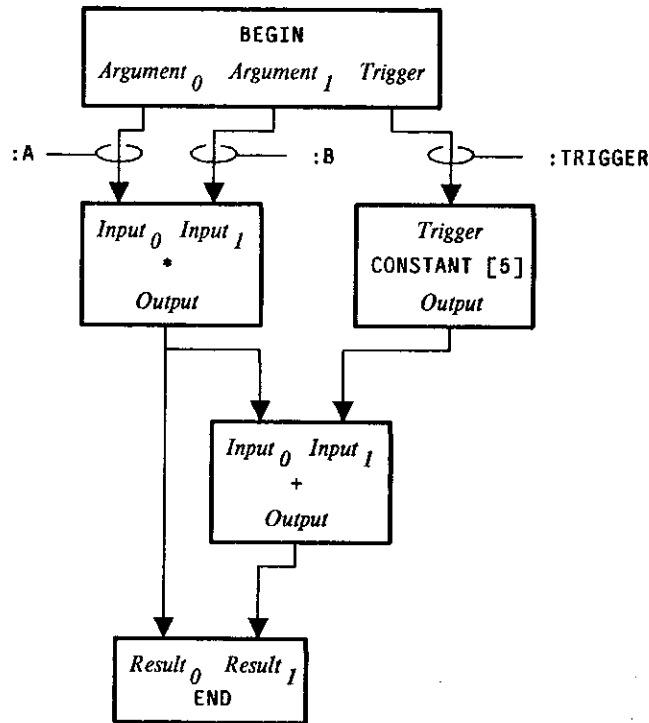 BEGIN
Argument 0 Argument 1 Trigger
:A :B :TRIGGER
Input 0 Input 1
*
Output
Trigger
CONSTANT [5]
Output
Input 0 Input 1
+
Output
Result 0 Result 1
END